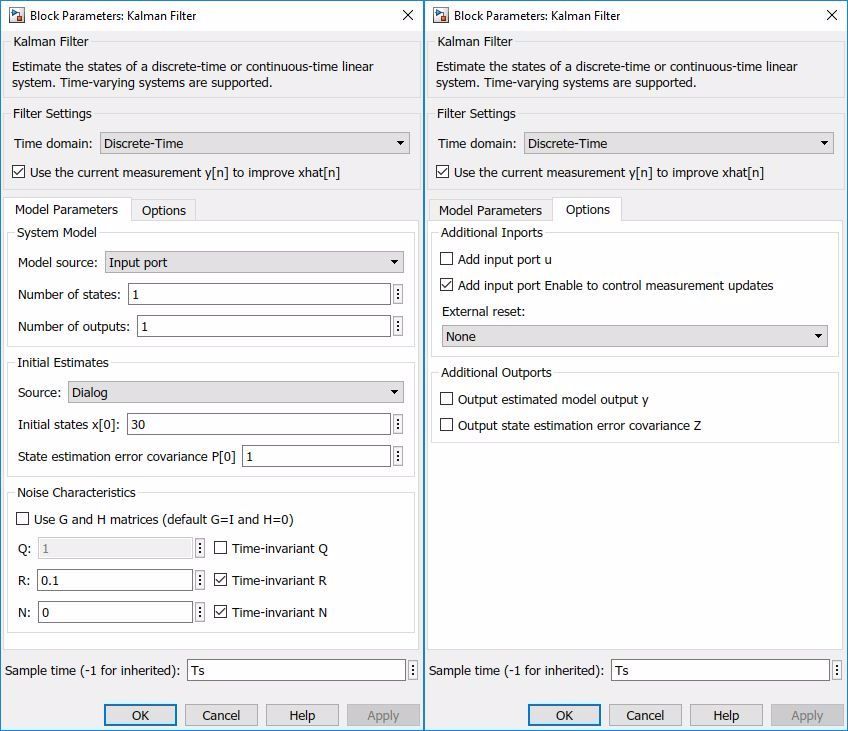 Block Parameters: Kalman Filter
Kalman Filter
Estimate the states of a discrete-time or continuous-time linear
system. Time-varying systems are supported.
Filter Settings
Time domain: Discrete-Time
Use the current measurement y[n] to improve xhat[n]
Model Parameters Options
System Model
Model source: Input port
Number of states: 1
Number of outputs: 1
Initial Estimates
Source: Dialog
Initial states x[0]: 30
State estimation error covariance P[0] 1
Noise Characteristics
Use G and H matrices (default G=I and H=0)
Q: 1 Time-invariant Q
R: 0.1 Time-invariant R
N: 0 Time-invariant N
Sample time (-1 for inherited): Ts
OK Cancel Help Apply
Block Parameters: Kalman Filter
Kalman Filter
Estimate the states of a discrete-time or continuous-time linear
system. Time-varying systems are supported.
Filter Settings
Time domain: Discrete-Time
Use the current measurement y[n] to improve xhat[n]
Model Parameters Options
Additional Inports
Add input port u
Add input port Enable to control measurement updates
External reset:
None
Additional Outports
Output estimated model output y
Output state estimation error covariance Z
Sample time (-1 for inherited): Ts
OK Cancel Help Apply